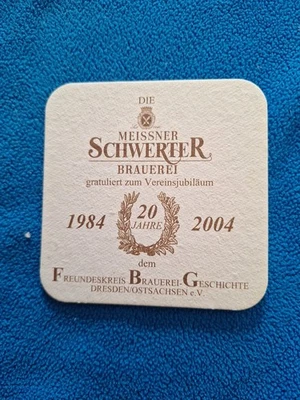 DIE
MEISSNER
SCHWERTER
BRAUEREI
gratuliert zum Vereinsjubiläum
1984 20 JAHRE 2004
dem
FREUNDESKREIS BRAUEREI-GESCHICHTE
DRESDEN/OSTSACHSEN e.V.